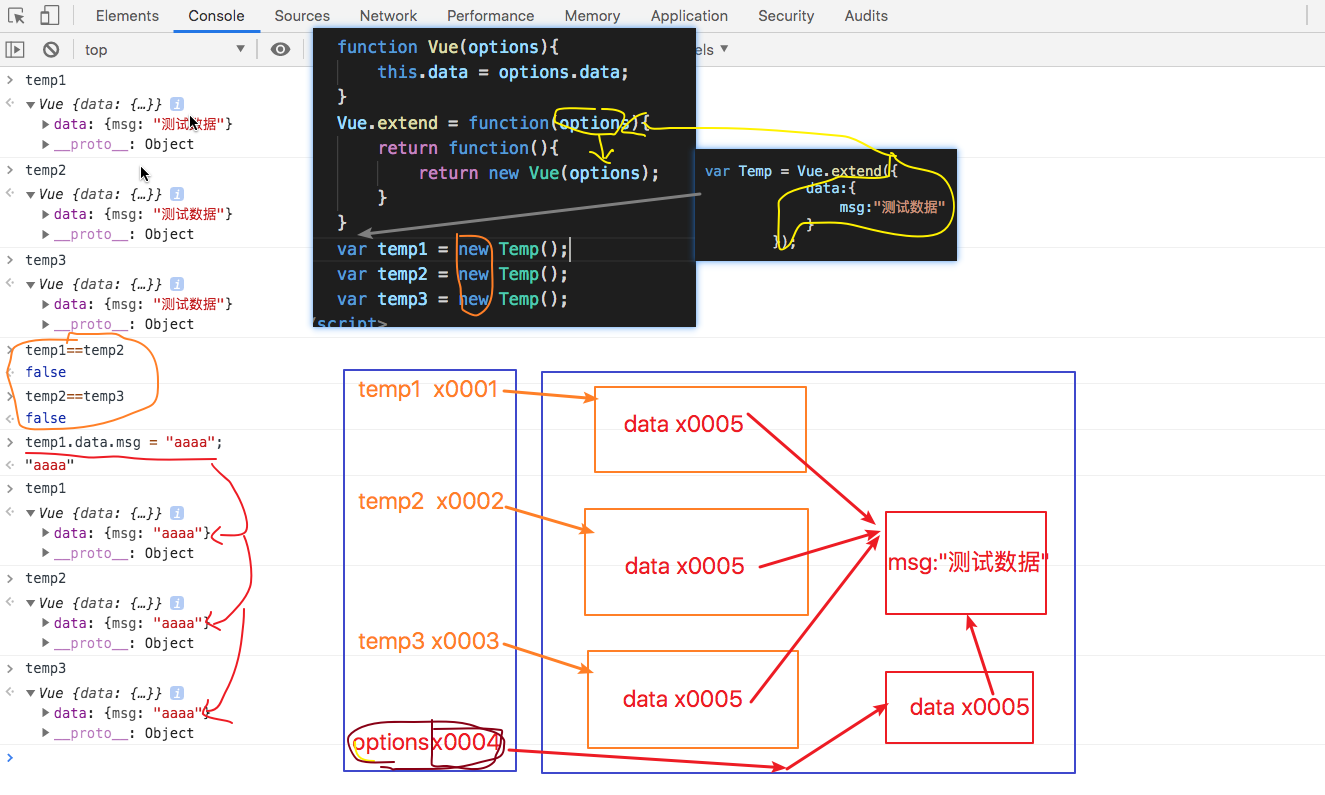 Elements Console Sources Network Performance Memory Application Security Audits
top
els
temp1
Vue {data: {…}} i
data: {msg: "测试数据"}
__proto__: Object
temp2
Vue {data: {…}} i
data: {msg: "测试数据"}
__proto__: Object
temp3
Vue {data: {…}} i
data: {msg: "测试数据"}
__proto__: Object
temp1==temp2
false
temp2==temp3
false
temp1.data.msg = "aaaa";
"aaaa"
temp1
Vue {data: {…}} i
data: {msg: "aaaa"}
__proto__: Object
temp2
Vue {data: {…}} i
data: {msg: "aaaa"}
__proto__: Object
temp3
Vue {data: {…}} i
data: {msg: "aaaa"}
__proto__: Object
function Vue(options){
this.data = options.data;
}
Vue.extend = function(options){
return function(){
return new Vue(options);
}
}
var temp1 = new Temp();
var temp2 = new Temp();
var temp3 = new Temp();
/script>
var Temp = Vue.extend({
data:{
msg:"测试数据"
}
});
temp1 x0001
data x0005
temp2 x0002
data x0005
msg:"测试数据"
temp3 x0003
data x0005
data x0005
options x0004